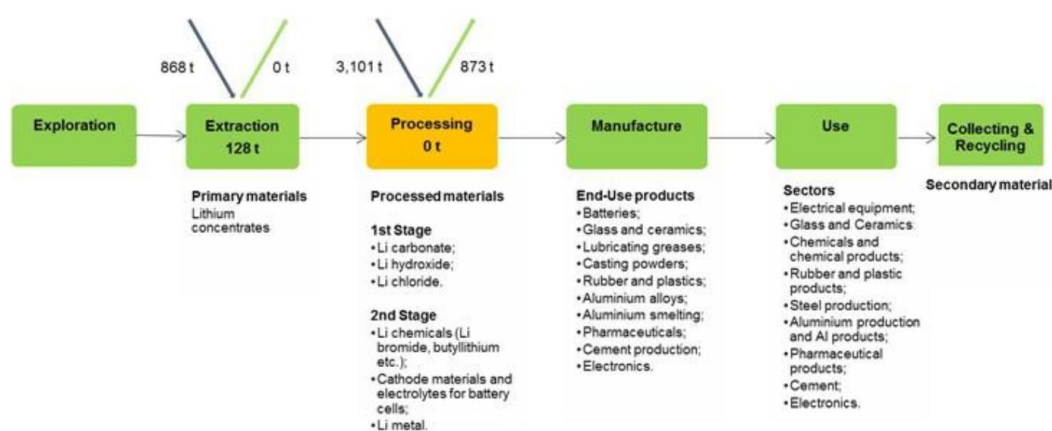 868 t
0 t
3,101 t
873 t
Exploration
Extraction
128 t
Processing
0 t
Manufacture
Use
Collecting &
Recycling
Primary materials
Lithium
concentrates
Processed materials
1st Stage
•Li carbonate;
•Li hydroxide;
•Li chloride.
2nd Stage
•Li chemicals (Li
bromide, butyllithium
etc.);
•Cathode materials and
electrolytes for battery
cells;
•Li metal.
End-Use products
•Batteries;
•Glass and ceramics;
•Lubricating greases;
•Casting powders;
•Rubber and plastics;
•Aluminium alloys;
•Aluminium smelting;
•Pharmaceuticals;
•Cement production;
•Electronics.
Sectors
•Electrical equipment;
•Glass and Ceramics
•Chemicals and
chemical products;
•Rubber and plastic
products;
•Steel production;
•Aluminium production
and Al products;
•Pharmaceutical
products;
•Cement;
•Electronics.
Secondary material